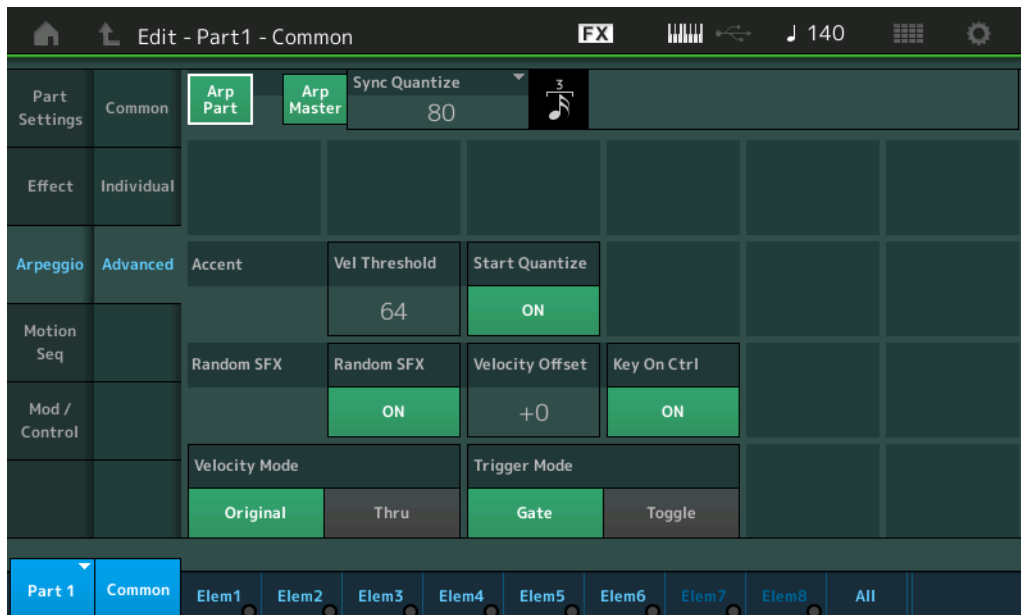 Edit - Part1 - Common FX ♩ 140
Part
Settings
Common
Arp
Part
Arp
Master
Sync Quantize
80
3
Effect
Individual
Arpeggio
Advanced
Accent
Vel Threshold
64
Start Quantize
ON
Motion
Seq
Random SFX
Random SFX
ON
Velocity Offset
+0
Key On Ctrl
ON
Mod /
Control
Velocity Mode
Original
Thru
Trigger Mode
Gate
Toggle
Part 1
Common
Elem1
Elem2
Elem3
Elem4
Elem5
Elem6
Elem7
Elem8
All